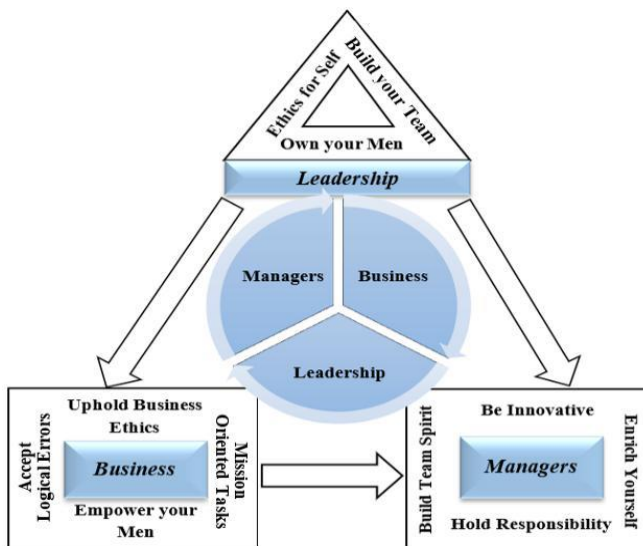 Ethics for Self
Build your Team
Own your Men
Leadership
Managers
Business
Leadership
Uphold Business
Ethics
Accept
Logical Errors
Business
Mission
Oriented Tasks
Empower your
Men
Be Innovative
Build Team Spirit
Managers
Enrich Yourself
Hold Responsibility